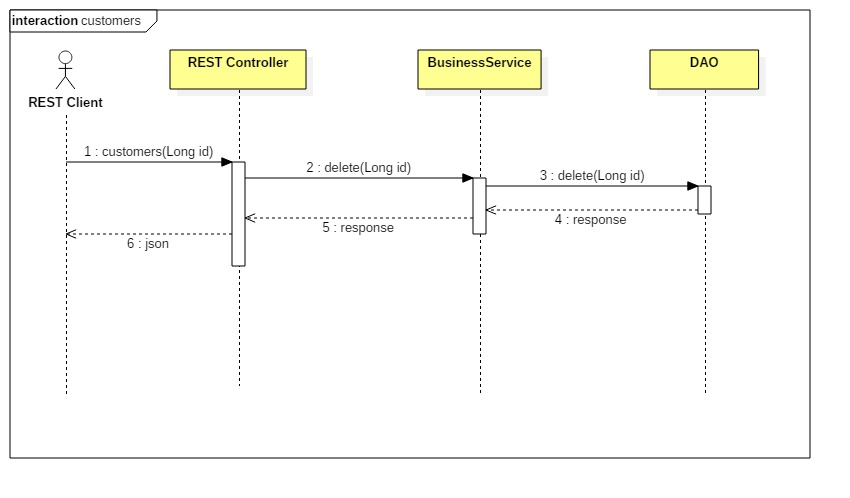 interaction customers
REST Client
REST Controller
BusinessService
DAO
1 : customers(Long id)
2 : delete(Long id)
3 : delete(Long id)
4 : response
5 : response
6 : json